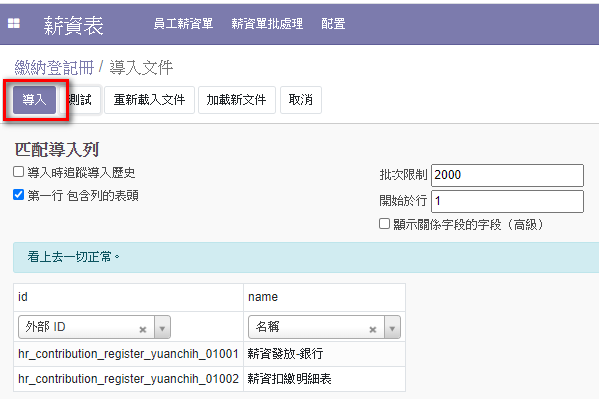 薪資表 員工薪資單 薪資單批處理 配置
繳納登記冊 / 導入文件
導入 測試 重新載入文件 加載新文件 取消
匹配導入列
導入時追蹤導入歷史
第一行 包含列的表頭
批次限制 2000
開始於行 1
顯示關係字段的字段（高級）
看上去一切正常。
id name
外部 ID 名稱
hr_contribution_register_yuanchih_01001 薪資發放-銀行
hr_contribution_register_yuanchih_01002 薪資扣繳明細表